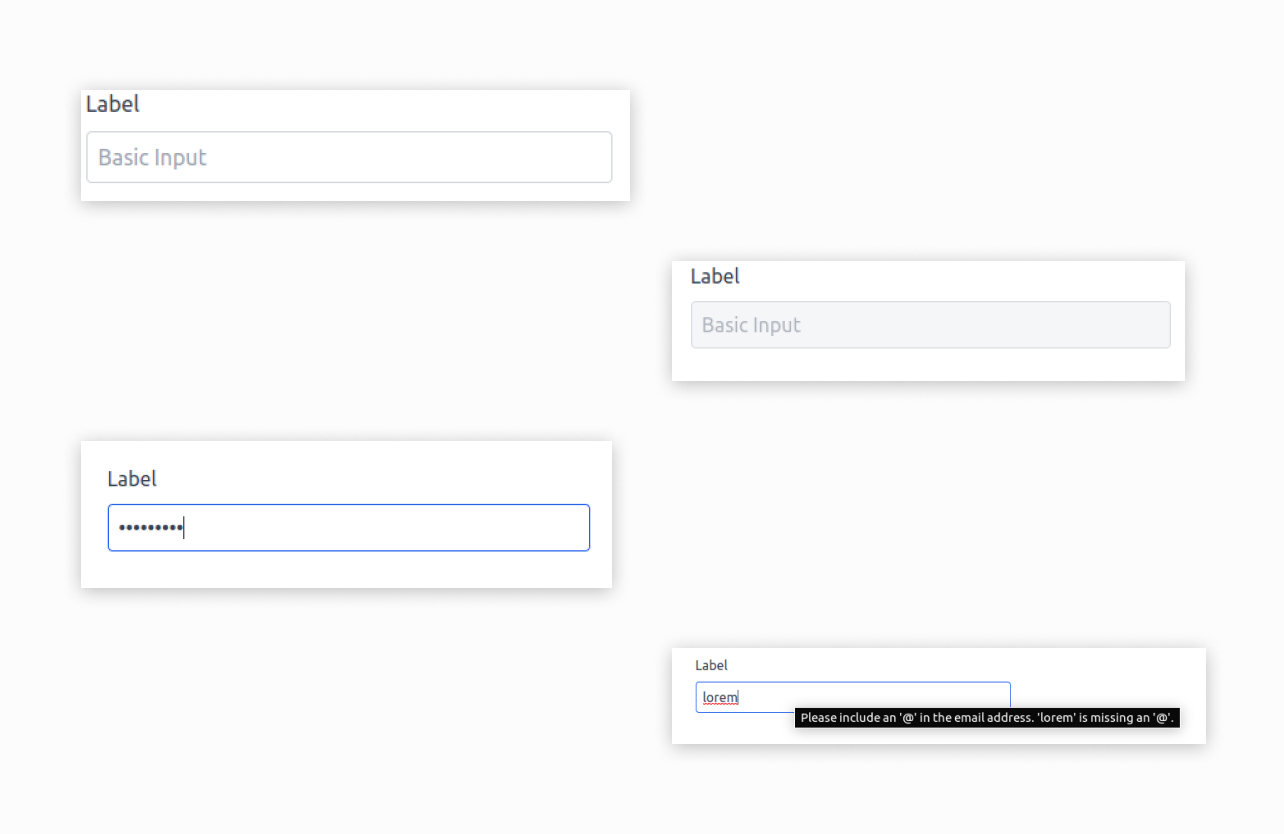 Label
Basic Input
Label
Basic Input
Label
•••••••••
Label
lorem
Please include an '@' in the email address. 'lorem' is missing an '@'.